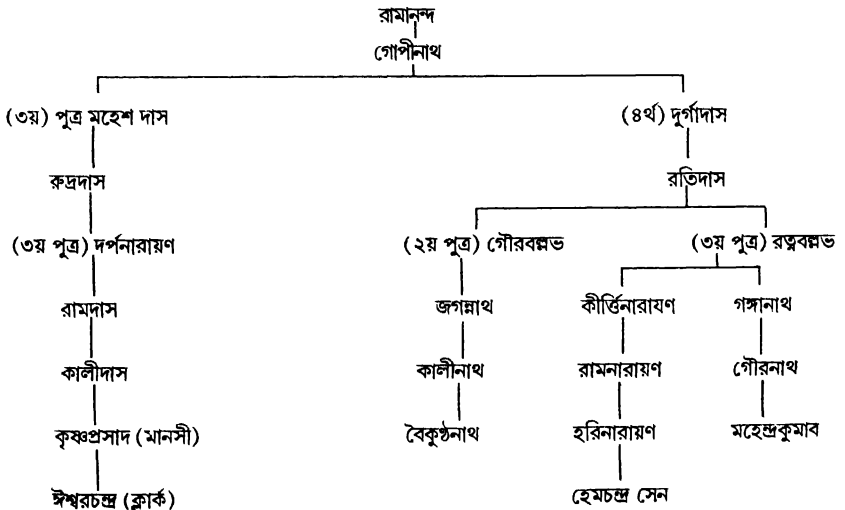 রামানন্দ
গোপীনাথ
(৩য়) পুত্র মহেশ দাস (৪র্থ) দুর্গাদাস
রুদ্রদাস রতিদাস
(৩য় পুত্র) দর্পনারায়ণ (২য় পুত্র) গৌরবল্লভ (৩য় পুত্র) রত্নবল্লভ
রামদাস জগন্নাথ কীর্ত্তিনারাযণ গঙ্গানাথ
কালীদাস কালীনাথ রামনারায়ণ গৌরনাথ
কৃষ্ণপ্রসাদ (মানসী) বৈকুণ্ঠনাথ হরিনারায়ণ মহেন্দ্রকুমাব
ঈশ্বরচন্দ্র (ক্লার্ক) হেমচন্দ্র সেন